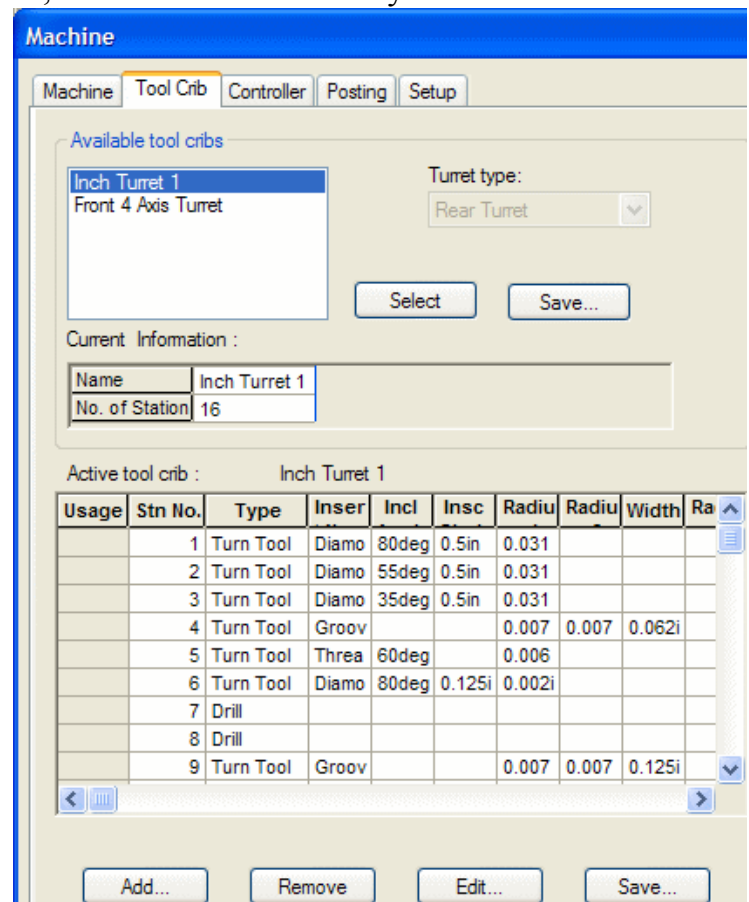 Machine
Machine Tool Crib Controller Posting Setup
Available tool cribs
Inch Turret 1
Front 4 Axis Turret
Turret type:
Rear Turret
Select Save...
Current Information :
Name Inch Turret 1
No. of Station 16
Active tool crib : Inch Turret 1
Usage Stn No. Type Inser Incl Insc Radiu Radiu Width Ra
1 Turn Tool Diamo 80deg 0.5in 0.031
2 Turn Tool Diamo 55deg 0.5in 0.031
3 Turn Tool Diamo 35deg 0.5in 0.031
4 Turn Tool Groov 0.007 0.007 0.062i
5 Turn Tool Threa 60deg 0.006
6 Turn Tool Diamo 80deg 0.125i 0.002i
7 Drill
8 Drill
9 Turn Tool Groov 0.007 0.007 0.125i
Add... Remove Edit... Save...